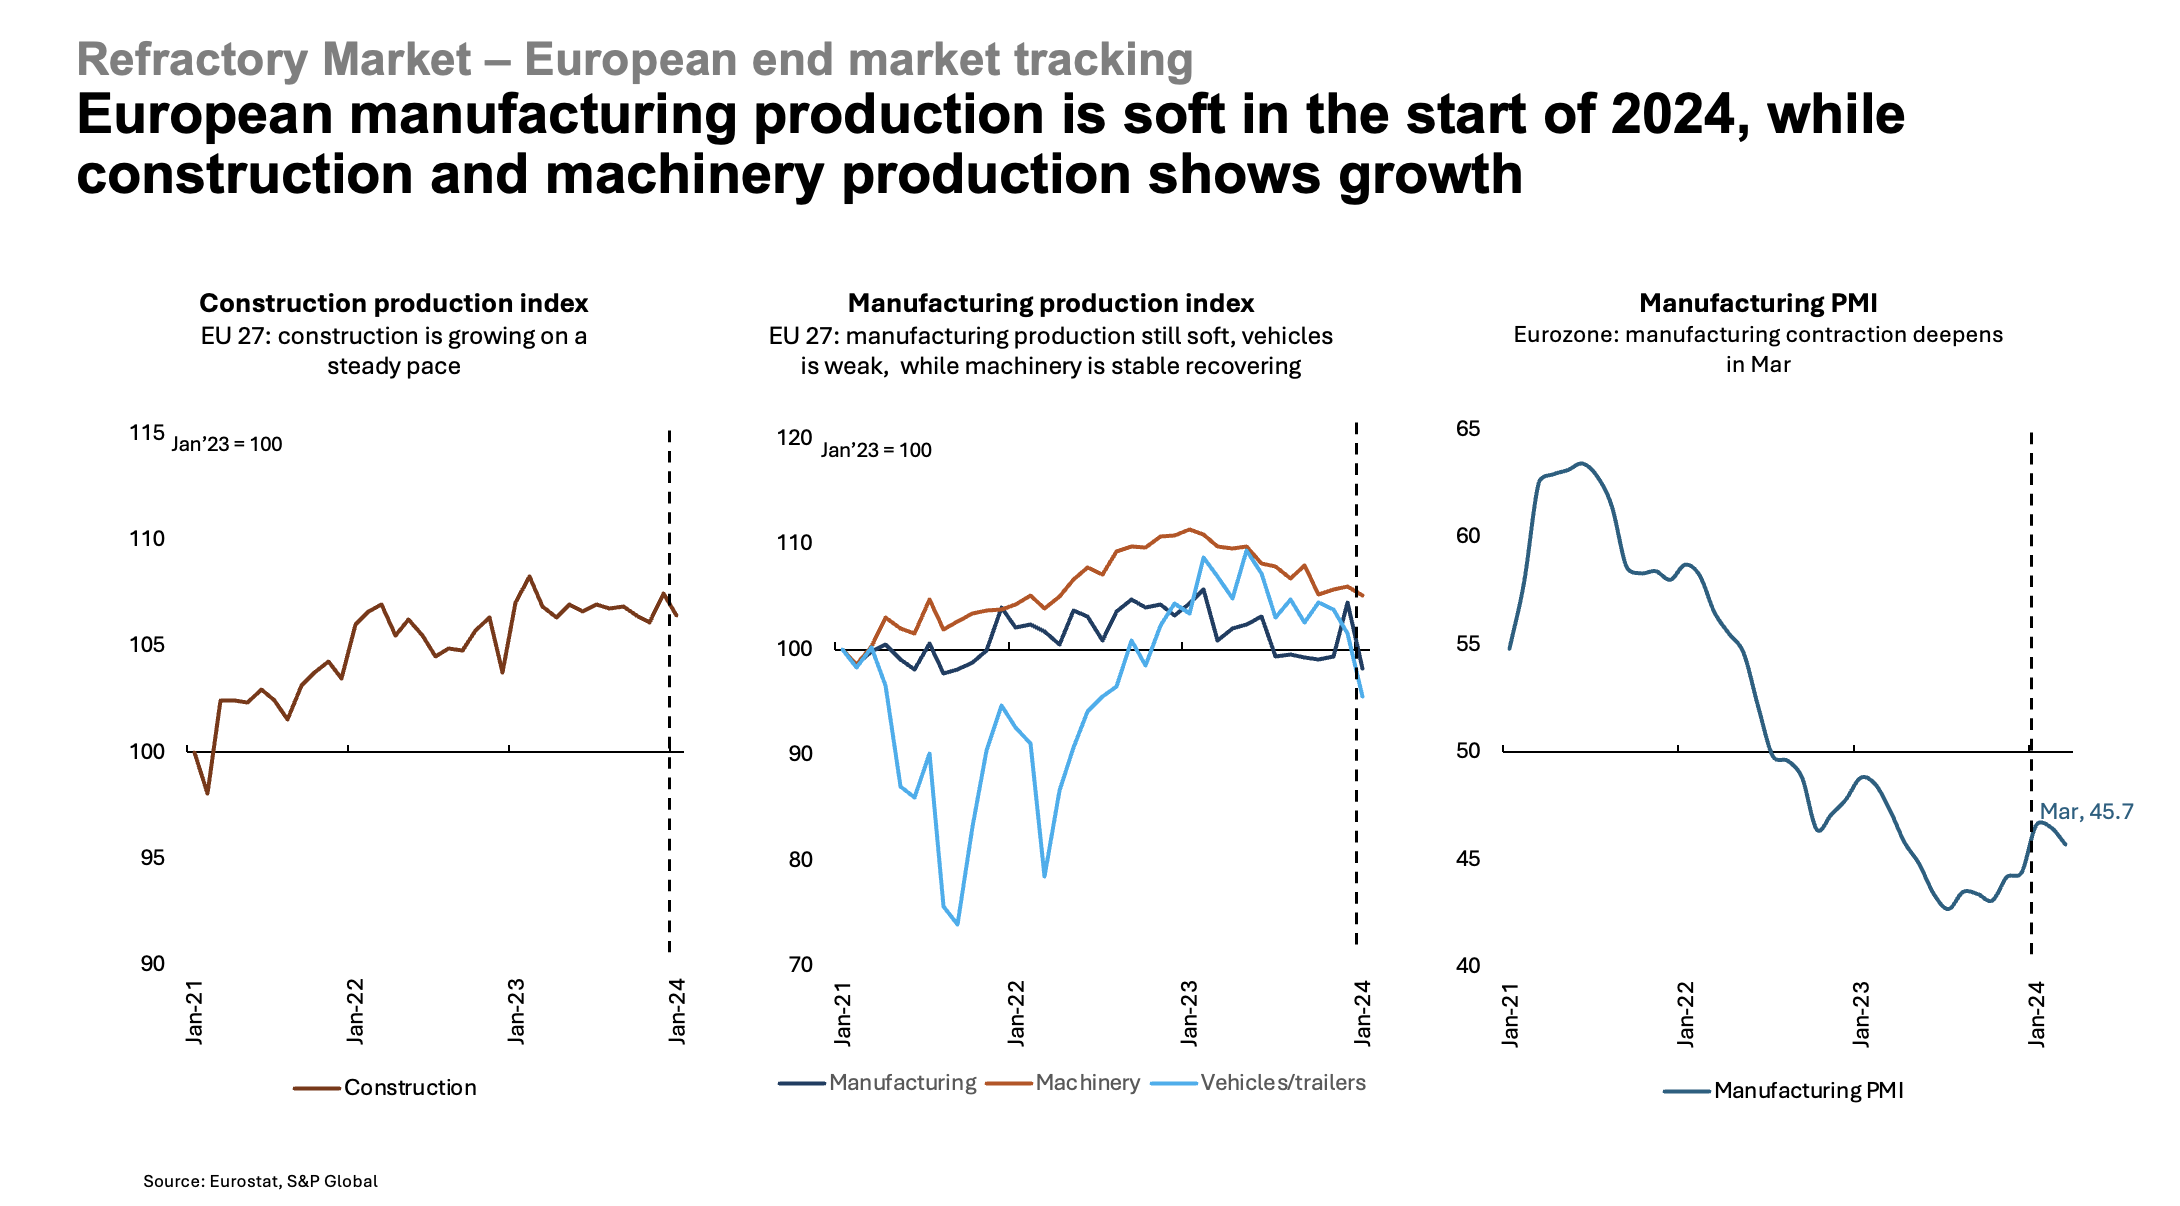 Refractory Market – European end market tracking
European manufacturing production is soft in the start of 2024, while
construction and machinery production shows growth
Construction production index
EU 27: construction is growing on a
steady pace
115
Jan’23 = 100
110
105
100
95
90
Jan-21
Jan-22
Jan-23
Jan-24
Construction
Manufacturing production index
EU 27: manufacturing production still soft, vehicles
is weak,  while machinery is stable recovering
120
Jan’23 = 100
110
100
90
80
70
Jan-21
Jan-22
Jan-23
Jan-24
Manufacturing
Machinery
Vehicles/trailers
Manufacturing PMI
Eurozone: manufacturing contraction deepens
in Mar
65
60
55
50
45
40
Mar, 45.7
Jan-21
Jan-22
Jan-23
Jan-24
Manufacturing PMI
Source: Eurostat, S&P Global